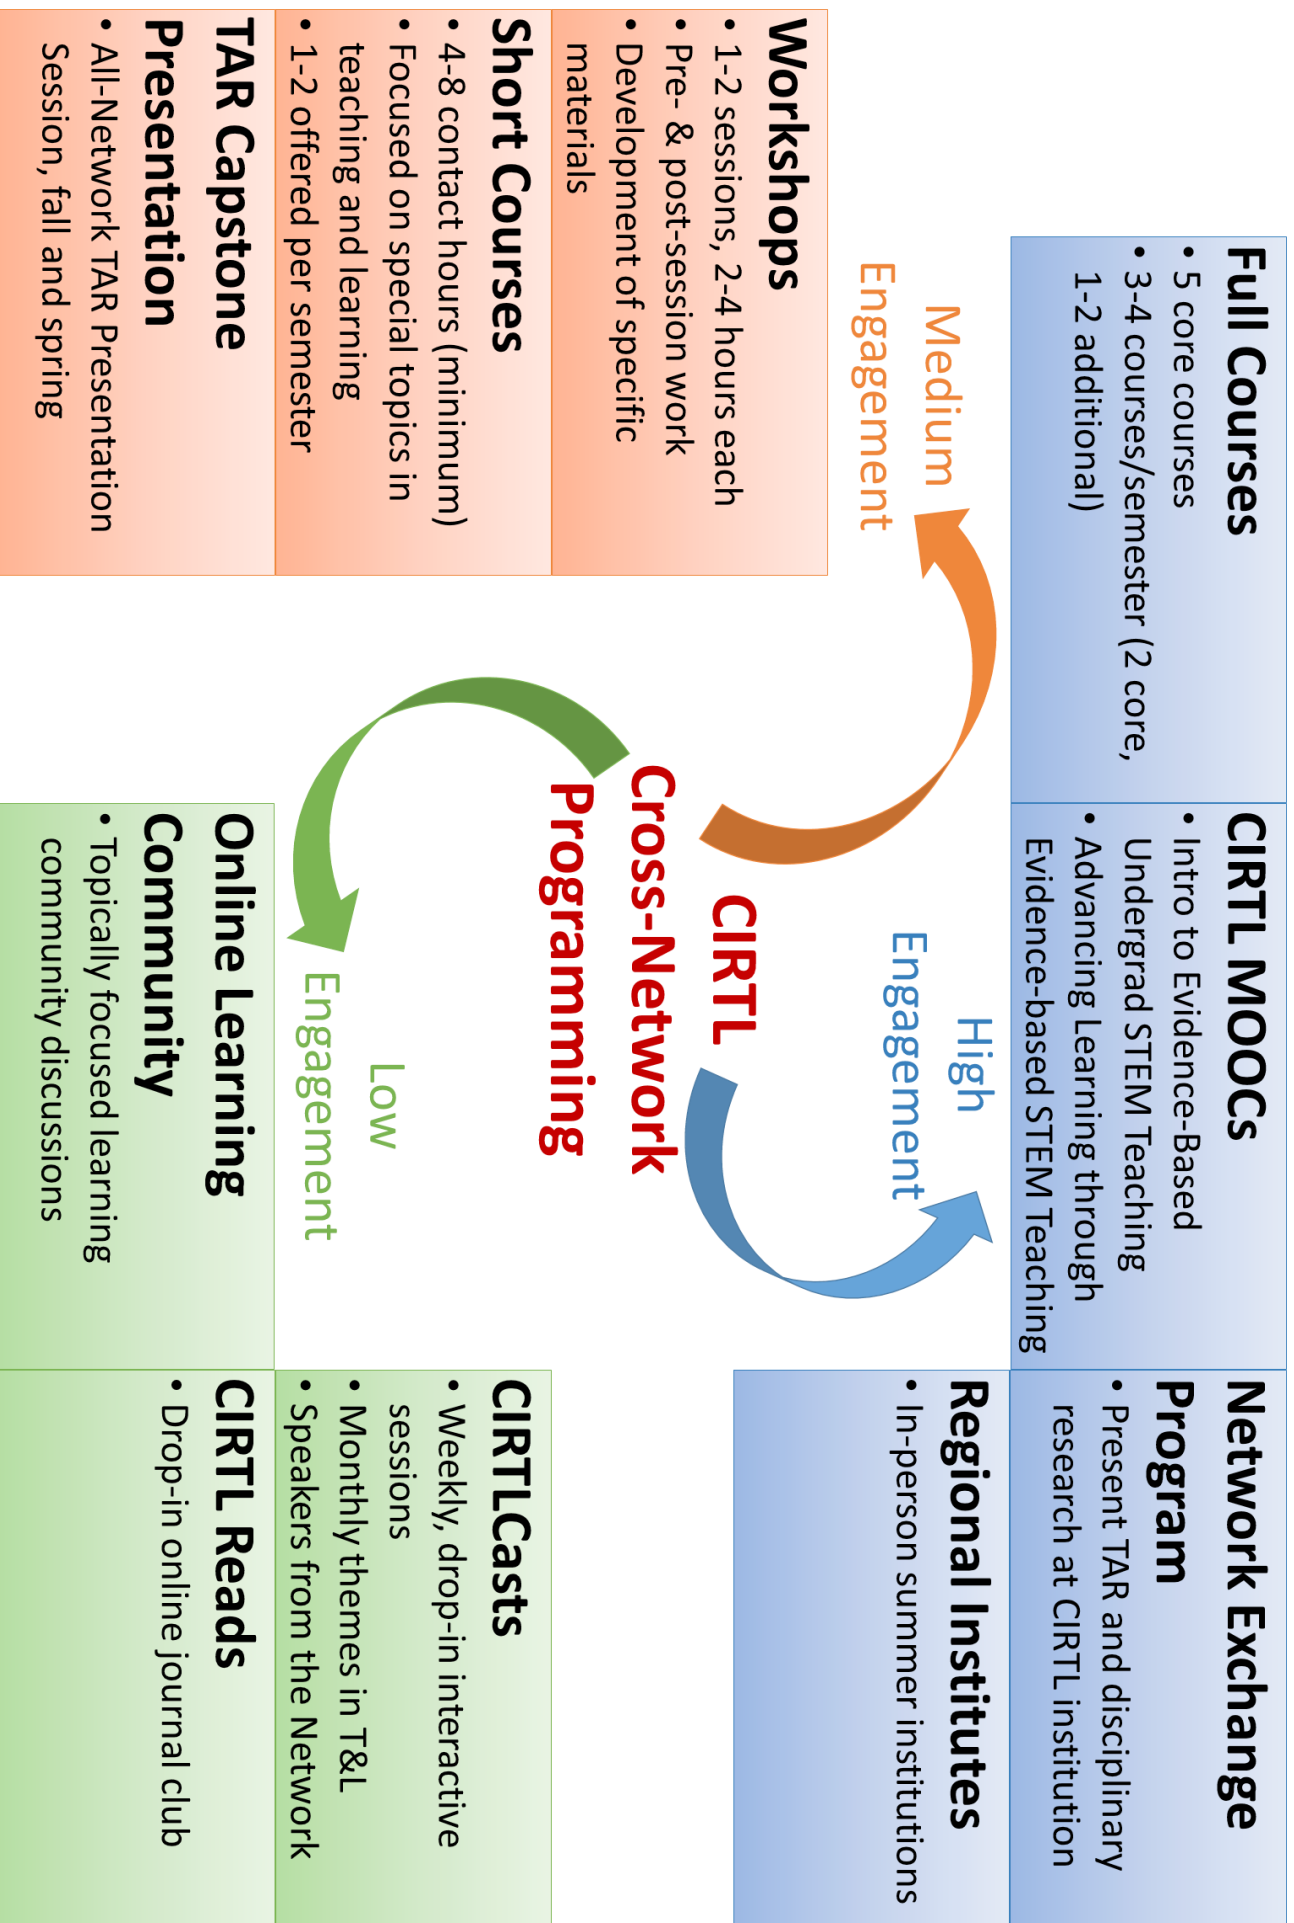 Full Courses
• 5 core courses
• 3-4 courses/semester (2 core,
1-2 additional)
CIRTL MOOCs
• Intro to Evidence-Based
Undergrad STEM Teaching
• Advancing Learning through
Evidence-based STEM Teaching
Network Exchange
Program
• Present TAR and disciplinary
research at CIRTL institution
Regional Institutes
• In-person summer institutions
Medium
Engagement
High
Engagement
Workshops
• 1-2 sessions, 2-4 hours each
• Pre- & post-session work
• Development of specific
materials
Short Courses
• 4-8 contact hours (minimum)
• Focused on special topics in
teaching and learning
• 1-2 offered per semester
TAR Capstone
Presentation
• All-Network TAR Presentation
Session, fall and spring
CIRTL
Cross-Network
Programming
Low
Engagement
CIRTLCasts
• Weekly, drop-in interactive
sessions
• Monthly themes in T&L
• Speakers from the Network
Online Learning
Community
• Topically focused learning
community discussions
CIRTL Reads
• Drop-in online journal club